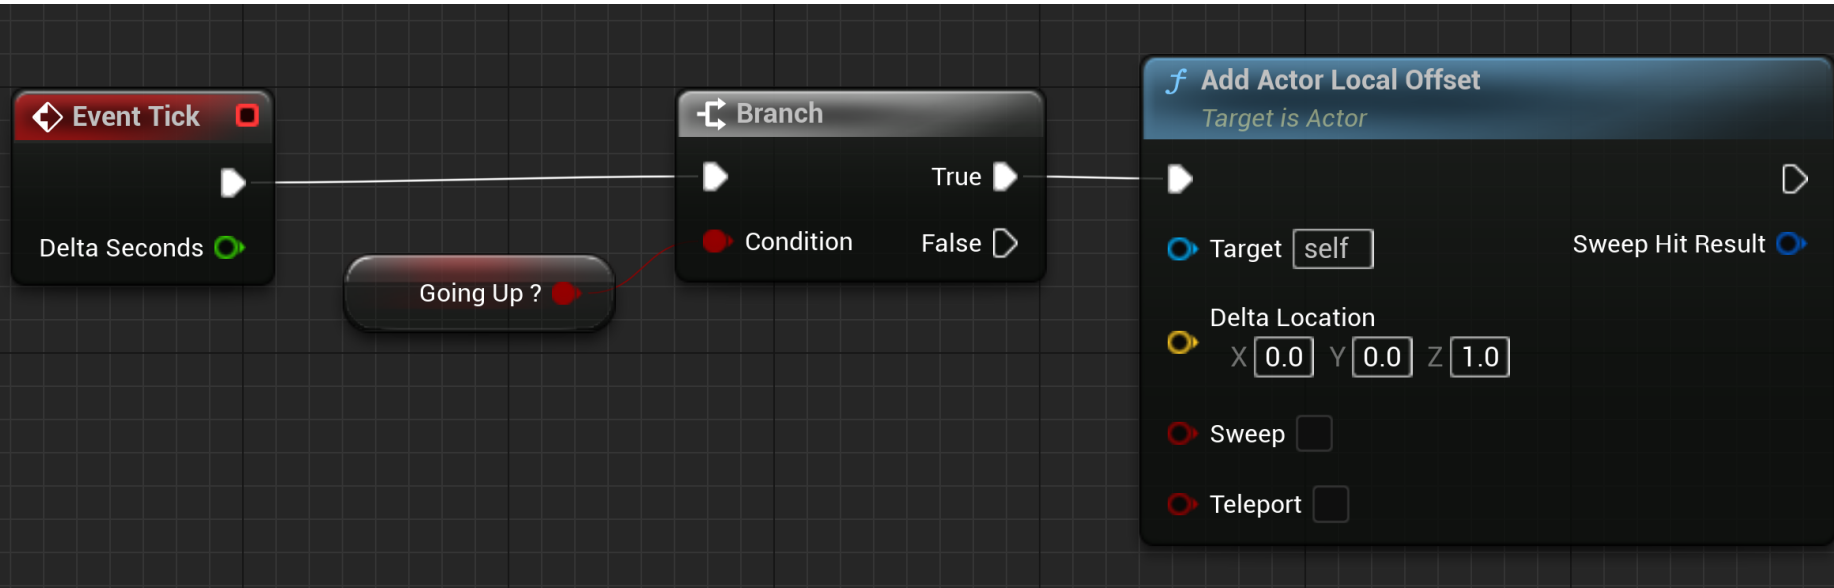 Event Tick
Delta Seconds
Going Up ?
Branch
True
Condition
False
Add Actor Local Offset
Target is Actor
Target self
Sweep Hit Result
Delta Location
X 0.0 Y 0.0 Z 1.0
Sweep
Teleport